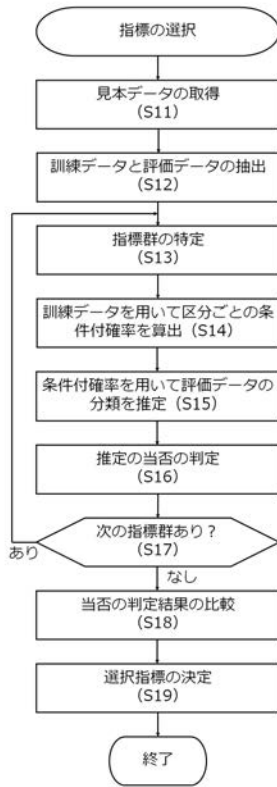 指標の選択
見本データの取得
（S11）
訓練データと評価データの抽出
（S12）
指標群の特定
（S13）
訓練データを用いて区分ごとの条
件付確率を算出（S14）
条件付確率を用いて評価データの
分類を推定（S15）
推定の当否の判定
（S16）
次の指標群あり？
（S17）
あり
なし
当否の判定結果の比較
（S18）
選択指標の決定
（S19）
終了